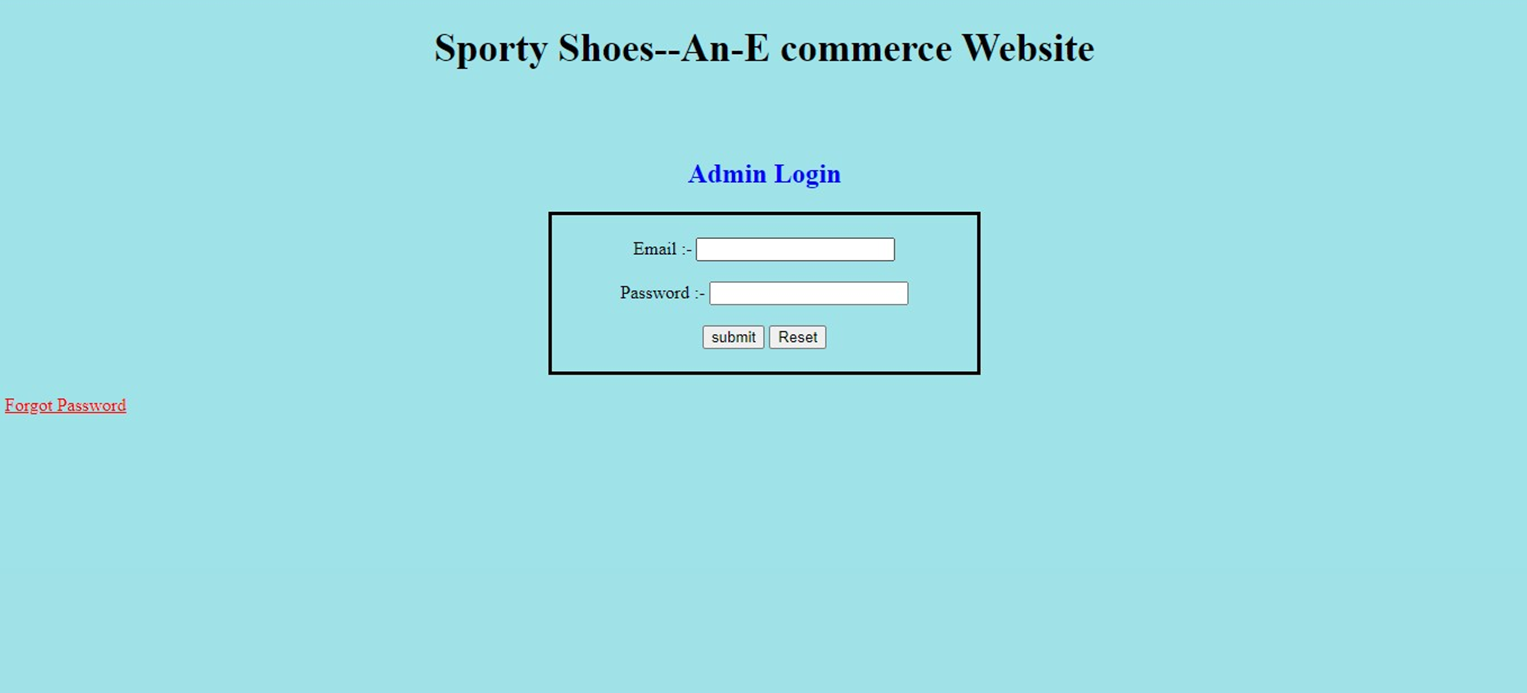 Sporty Shoes--An-E commerce Website
Admin Login
Email :-
Password :-
submit Reset
Forgot Password